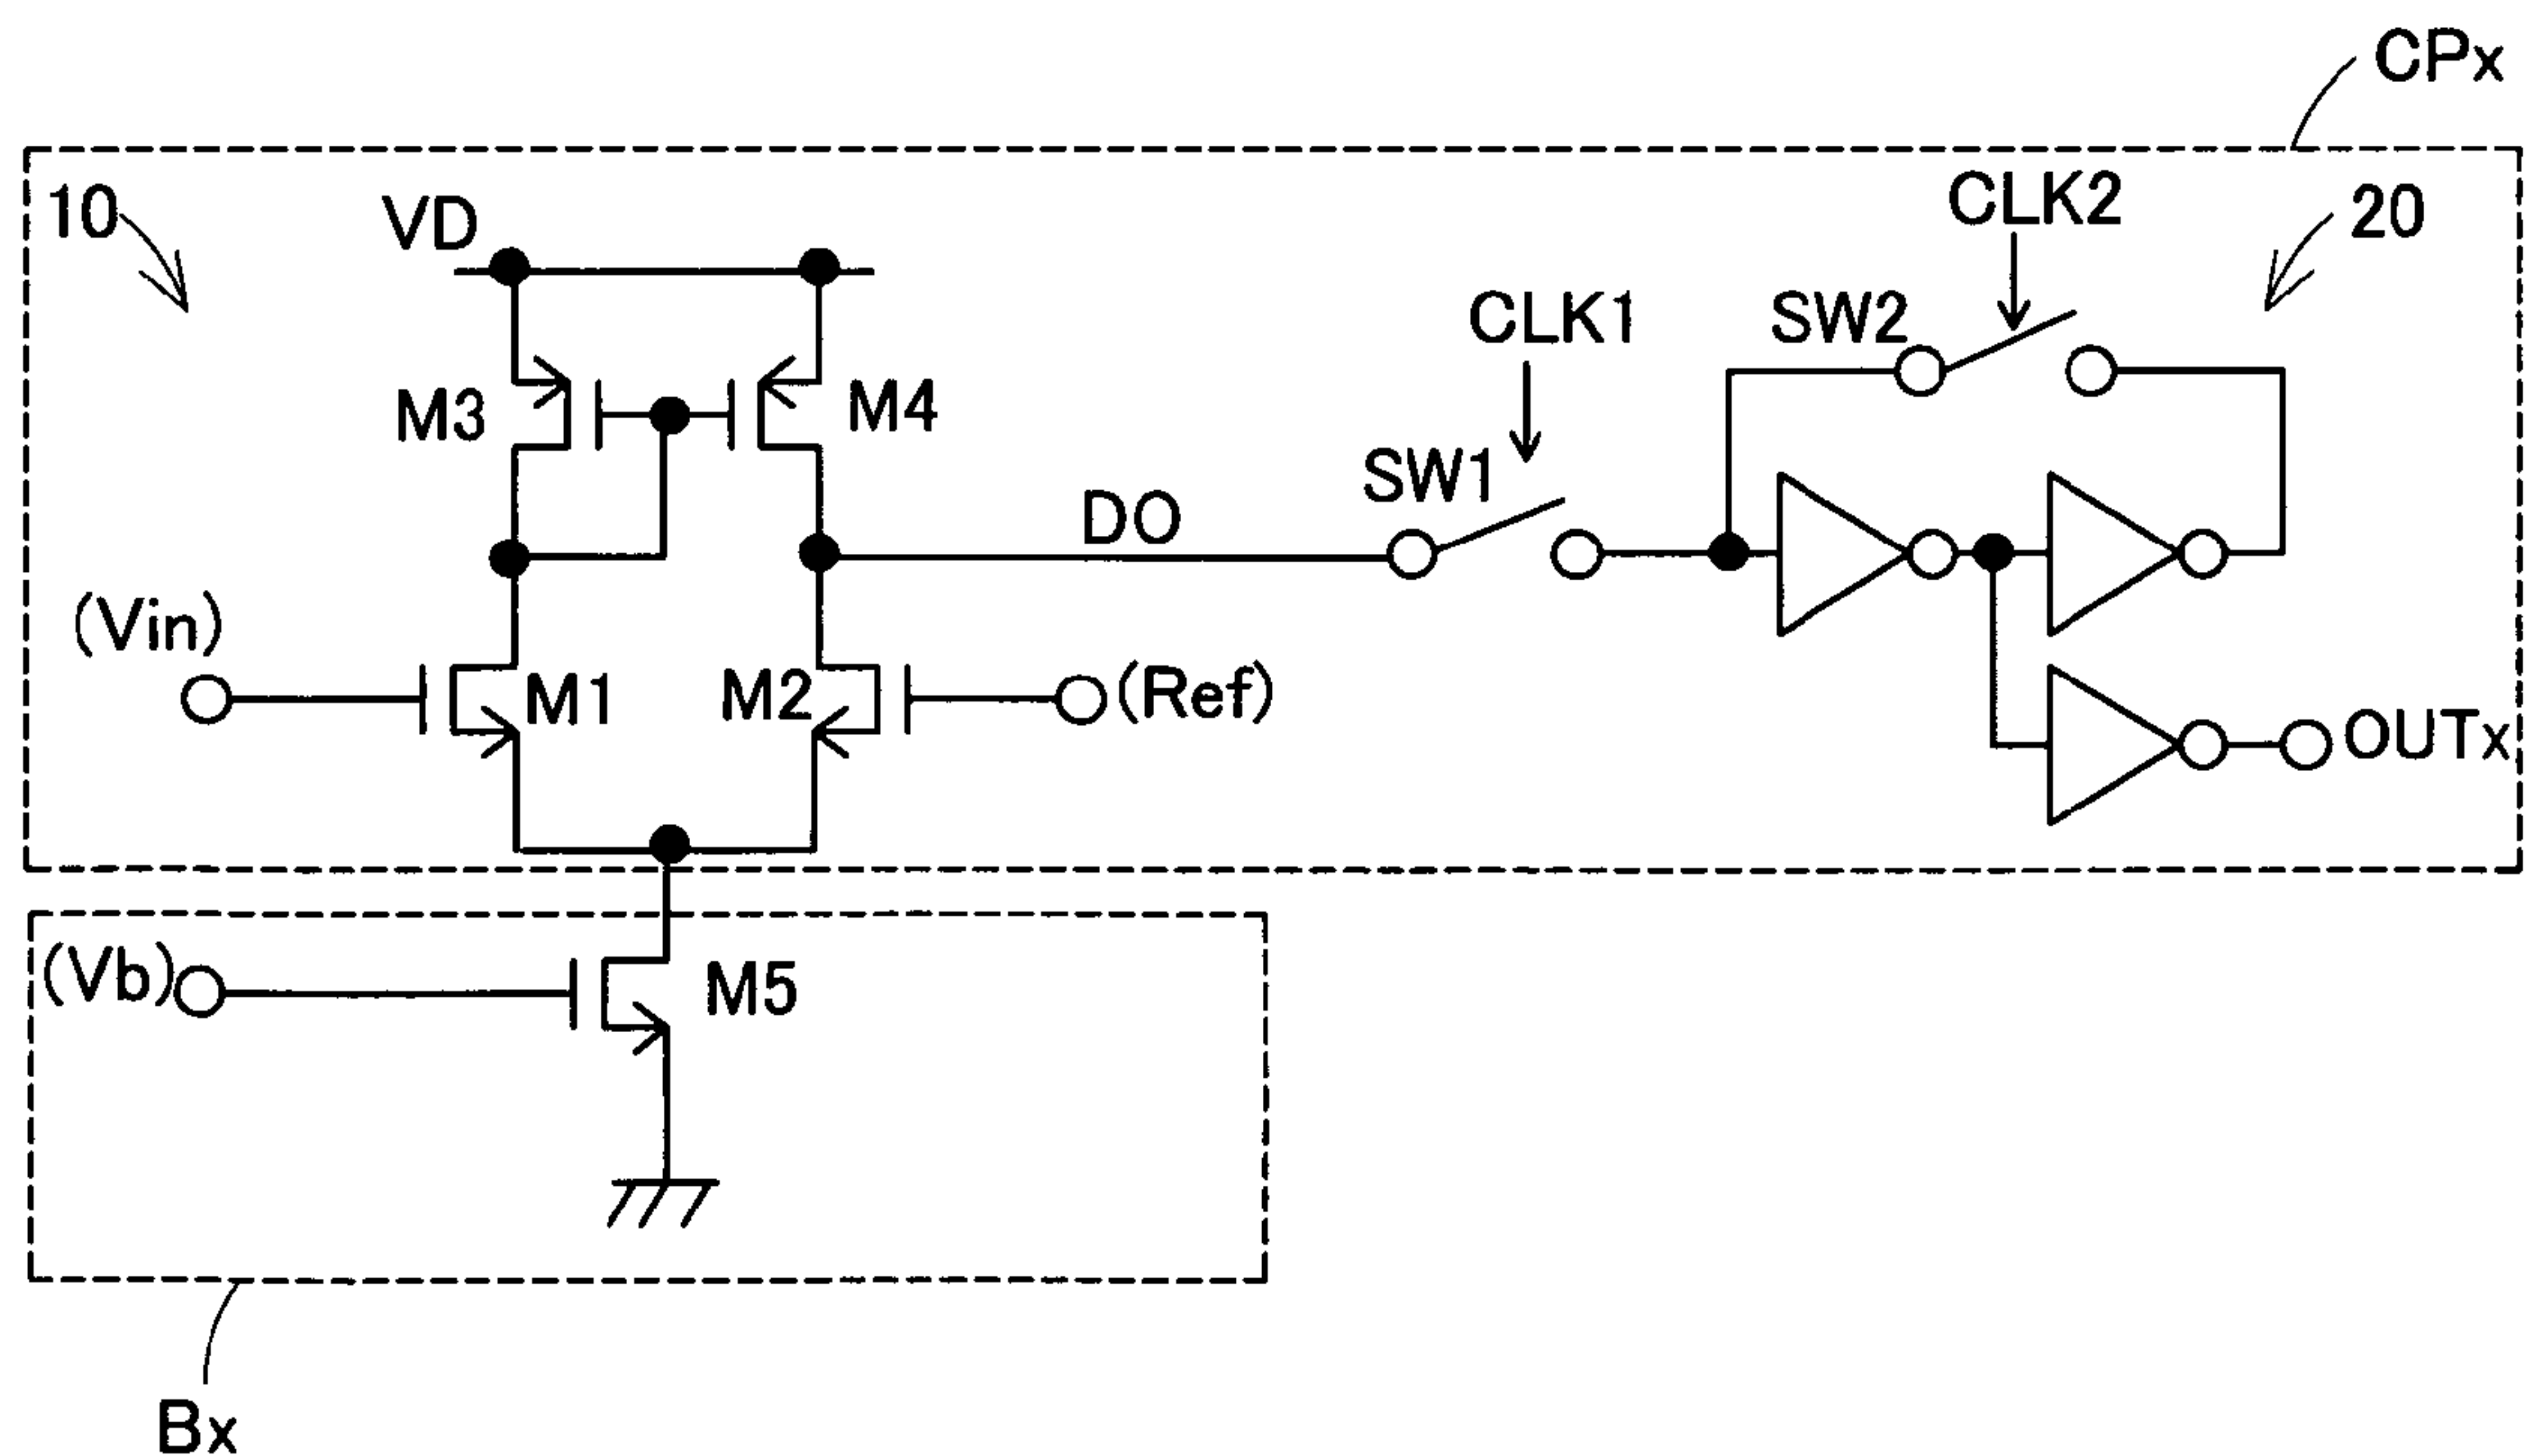 CPx
10
VD
CLK2
20
CLK1
SW2
M3
M4
SW1
DO
(Vin)
M1
M2
(Ref)
OUTx
(Vb)
M5
Bx